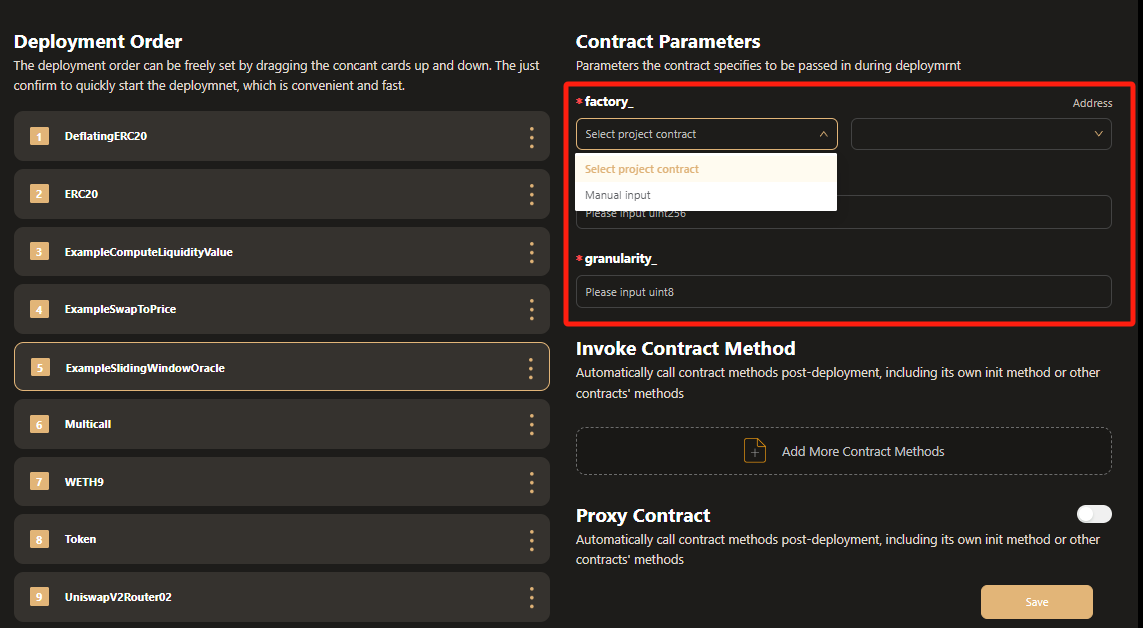 Deployment Order
The deployment order can be freely set by dragging the concant cards up and down. The just
confirm to quickly start the deploymnet, which is convenient and fast.
1 DeflatingERC20
2 ERC20
3 ExampleComputeLiquidityValue
4 ExampleSwapToPrice
5 ExampleSlidingWindowOracle
6 Multicall
7 WETH9
8 Token
9 UniswapV2Router02
Contract Parameters
Parameters the contract specifies to be passed in during deploymrnt
* factory_ Address
Select project contract
Select project contract
Manual input
Please input uint256
* granularity_
Please input uint8
Invoke Contract Method
Automatically call contract methods post-deployment, including its own init method or other
contracts' methods
Add More Contract Methods
Proxy Contract
Automatically call contract methods post-deployment, including its own init method or other
contracts' methods
Save